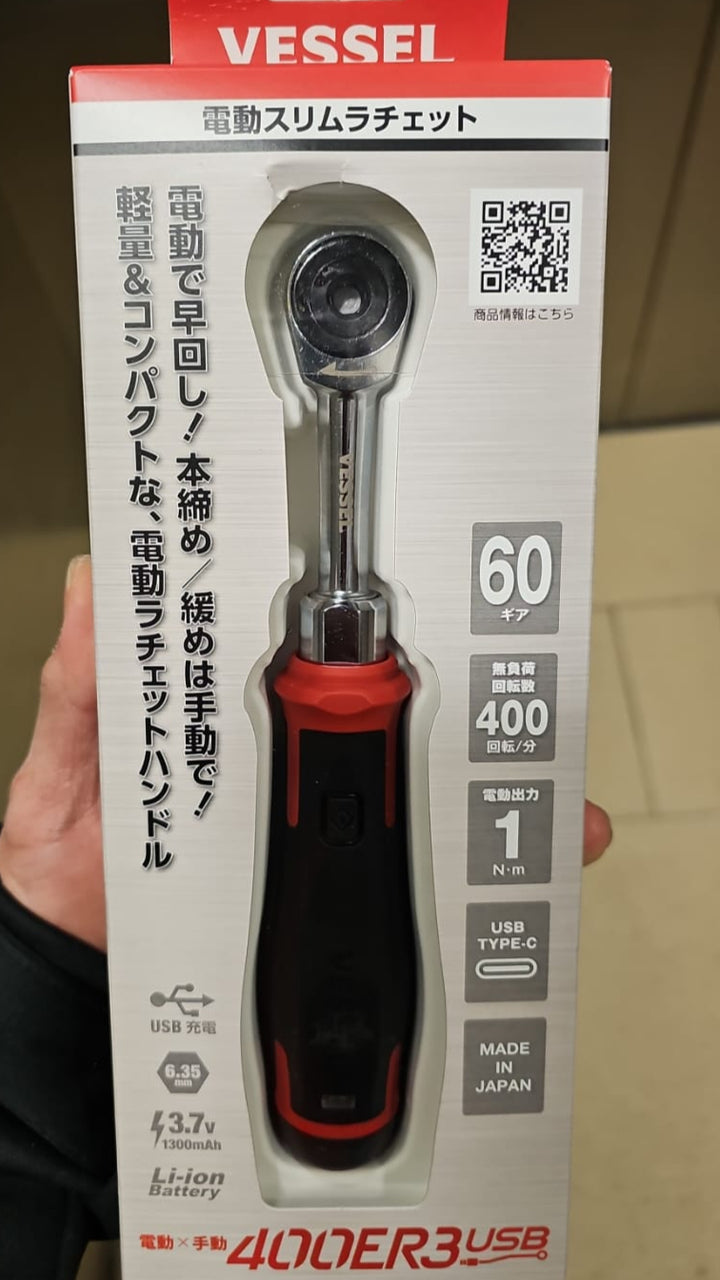 VESSEL
電動スリムラチェット
電動で早回し！本締め／緩めは手動で！
軽量&コンパクトな、電動ラチェットハンドル
商品情報はこちら
VESSEL
60
ギア
無負荷
回転数
400
回転/分
電動出力
1
N·m
USB
TYPE-C
MADE
IN
JAPAN
USB 充電
6.35
mm
3.7V
1300mAh
Li-ion
Battery
電動×手動 400ER3 USB